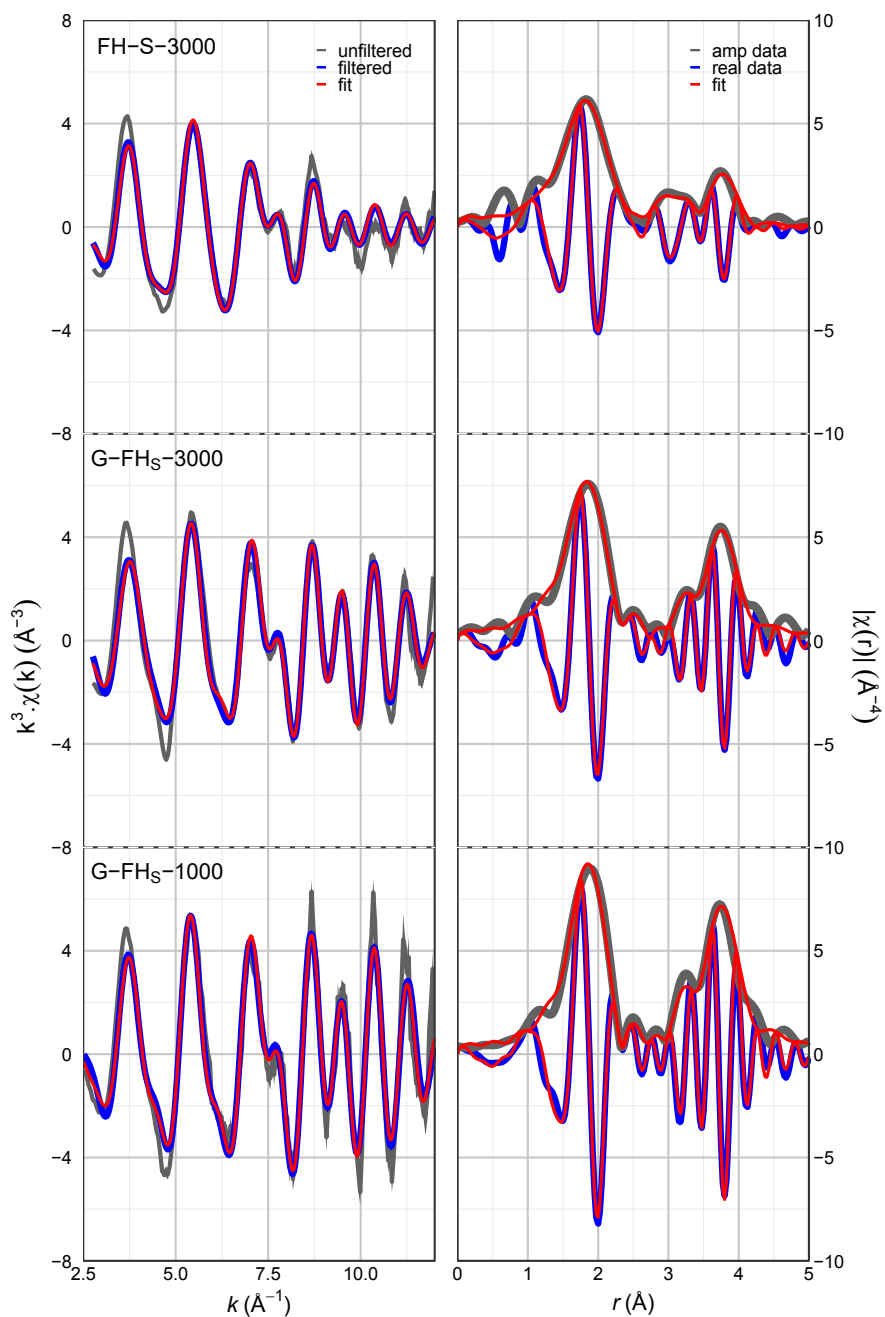 FH−S−3000
unfiltered
filtered
fit
amp data
real data
fit
8
4
0
−4
−8
10
5
0
−5
−10
G−FHS−3000
4
0
−4
−8
5
0
−5
−10
k³.χ(k) (Å⁻³)
|χ(r)| (Å⁻⁴)
G−FHS−1000
4
0
−4
−8
5
0
−5
−10
2.5 5.0 7.5 10.0
0 1 2 3 4 5
k (Å⁻¹)
r (Å)